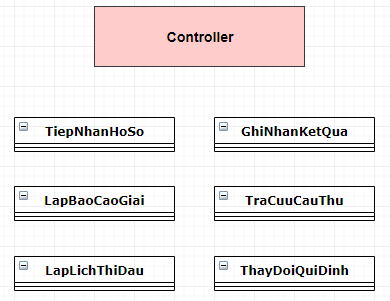 Controller
TiepNhanHoSo
GhiNhanKetQua
LapBaoCaoGiai
TraCuuCauThu
LapLichThiDau
ThayDoiQuiDinh